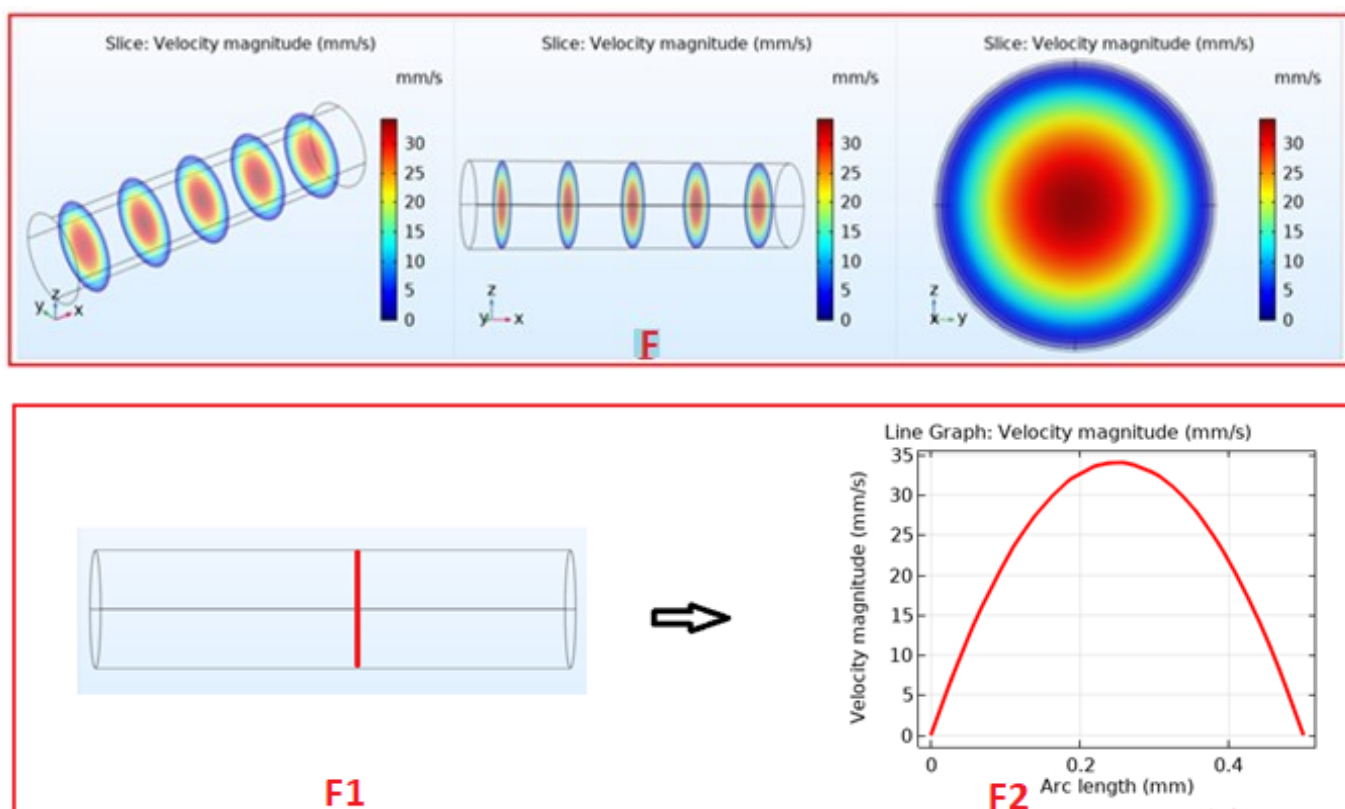 Slice: Velocity magnitude (mm/s)
mm/s
30
25
20
15
10
5
0
z
y x
Slice: Velocity magnitude (mm/s)
mm/s
30
25
20
15
10
5
0
z
y x
F
Slice: Velocity magnitude (mm/s)
mm/s
30
25
20
15
10
5
0
z
x y
F1
Line Graph: Velocity magnitude (mm/s)
Velocity magnitude (mm/s)
35
30
25
20
15
10
5
0
0 0.2 0.4
Arc length (mm)
F2